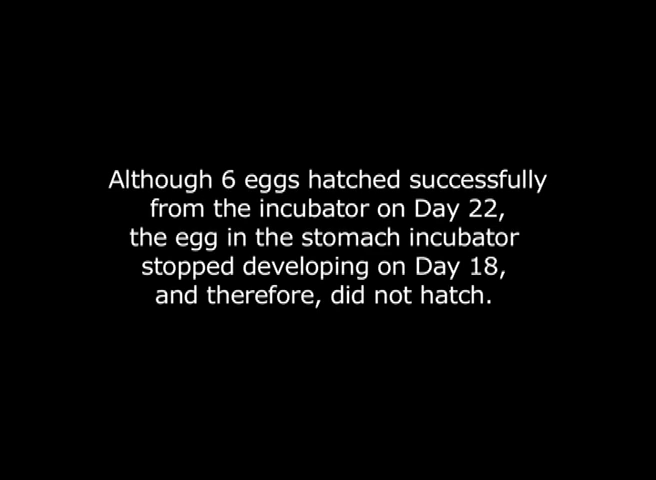 Although 6 eggs hatched successfully
from the incubator on Day 22,
the egg in the stomach incubator
stopped developing on Day 18,
and therefore, did not hatch.